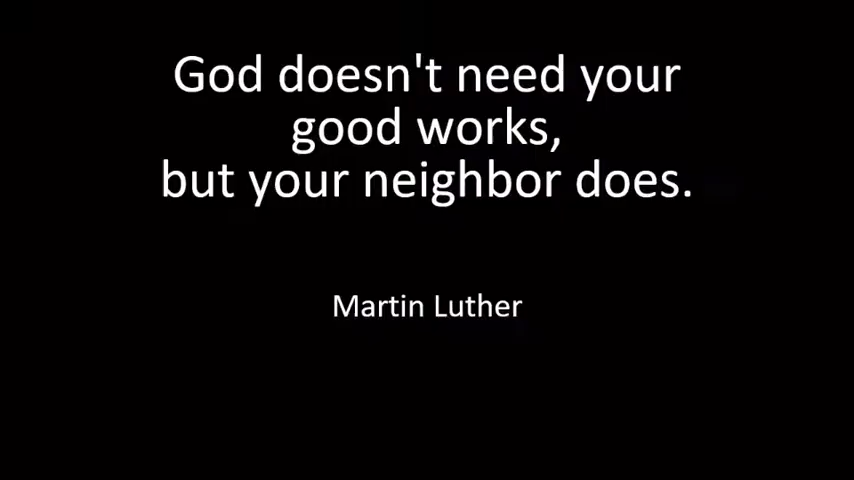 God doesn't need your
good works,
but your neighbor does.
Martin Luther